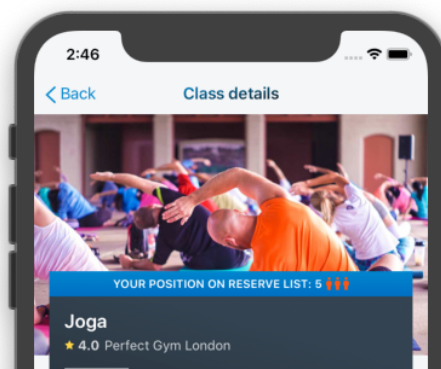 2:46
Back
Class details
YOUR POSITION ON RESERVE LIST: 5
Joga
4.0 Perfect Gym London